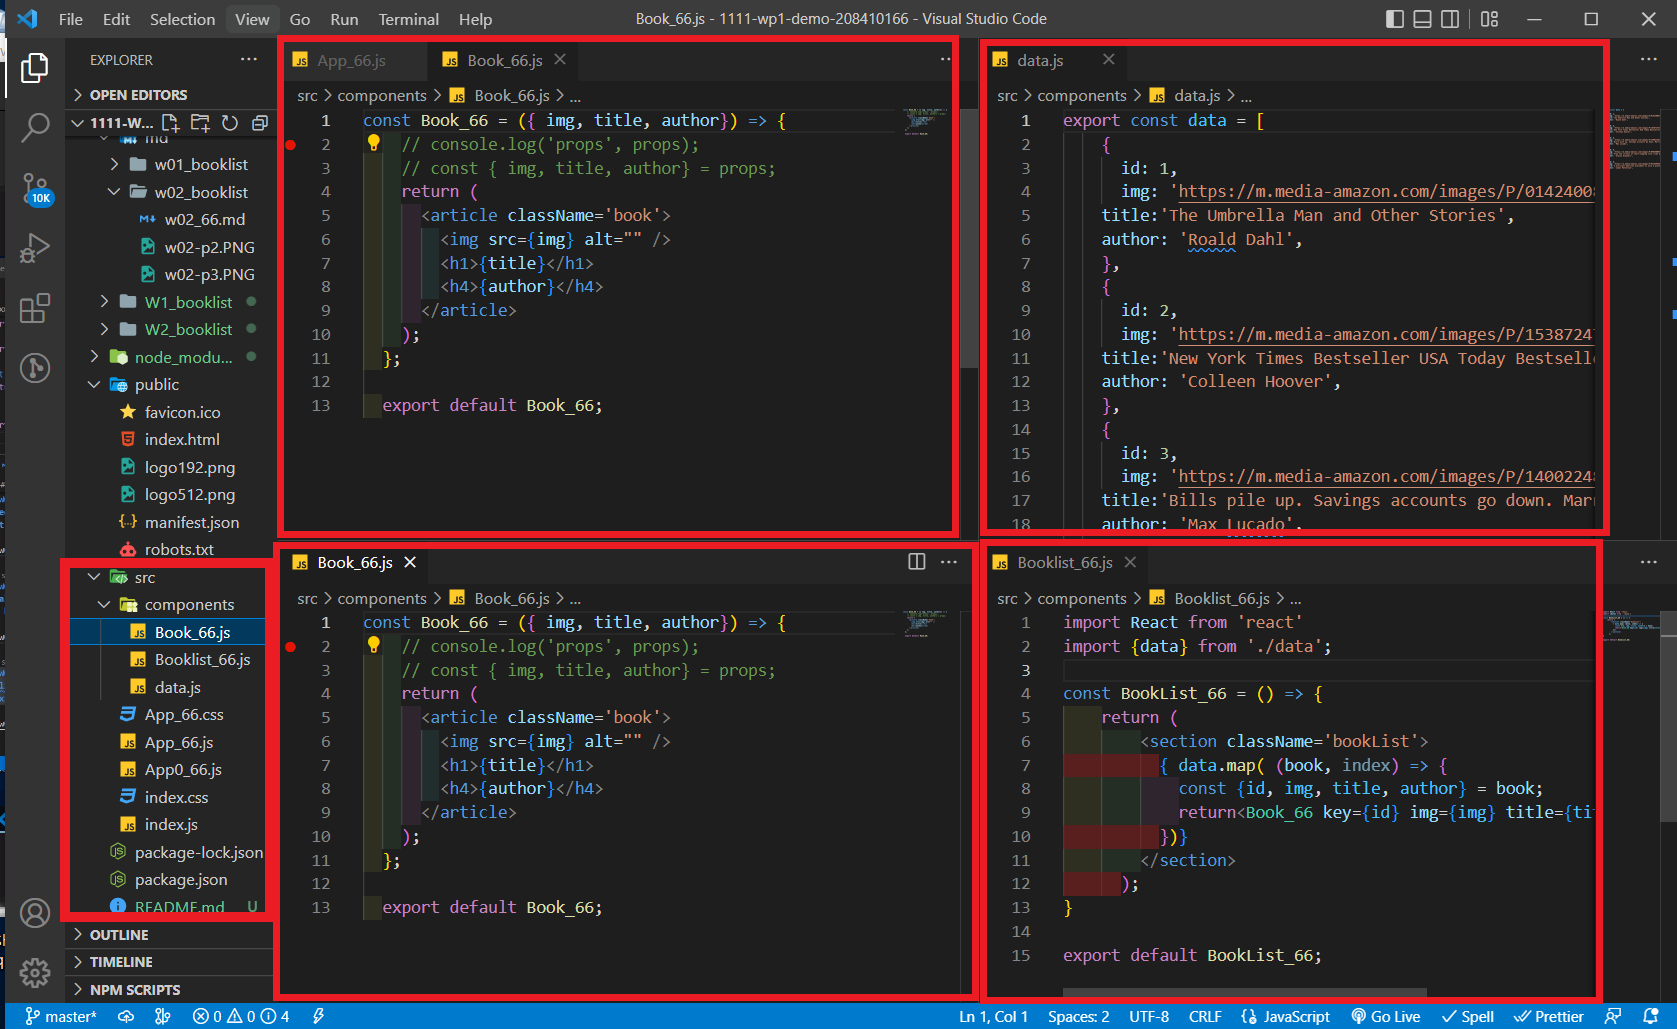 File Edit Selection View Go Run Terminal Help
Book_66.js - 1111-wp1-demo-208410166 - Visual Studio Code
EXPLORER
OPEN EDITORS
1111-W...
md
w01_booklist
w02_booklist
w02_66.md
w02-p2.PNG
w02-p3.PNG
W1_booklist
W2_booklist
node_modu...
public
favicon.ico
index.html
logo192.png
logo512.png
manifest.json
robots.txt
src
components
Book_66.js
Booklist_66.js
data.js
App_66.css
App_66.js
App0_66.js
index.css
index.js
package-lock.json
package.json
README.md U
OUTLINE
TIMELINE
NPM SCRIPTS
10K
App_66.js Book_66.js
src > components > Book_66.js > ...
1 const Book_66 = ({ img, title, author}) => {
2 // console.log('props', props);
3 // const { img, title, author} = props;
4 return (
5 <article className='book'>
6 <img src={img} alt="" />
7 <h1>{title}</h1>
8 <h4>{author}</h4>
9 </article>
10 );
11 };
12
13 export default Book_66;
data.js
src > components > data.js > ...
1 export const data = [
2 {
3 id: 1,
4 img: 'https://m.media-amazon.com/images/P/01424008
5 title:'The Umbrella Man and Other Stories',
6 author: 'Roald Dahl',
7 },
8 {
9 id: 2,
10 img: 'https://m.media-amazon.com/images/P/1538724
11 title:'New York Times Bestseller USA Today Bestsell
12 author: 'Colleen Hoover',
13 },
14 {
15 id: 3,
16 img: 'https://m.media-amazon.com/images/P/1400224
17 title:'Bills pile up. Savings accounts go down. Mar
18 author: 'Max Lucado',
Book_66.js
src > components > Book_66.js > ...
1 const Book_66 = ({ img, title, author}) => {
2 // console.log('props', props);
3 // const { img, title, author} = props;
4 return (
5 <article className='book'>
6 <img src={img} alt="" />
7 <h1>{title}</h1>
8 <h4>{author}</h4>
9 </article>
10 );
11 };
12
13 export default Book_66;
Booklist_66.js
src > components > Booklist_66.js > ...
1 import React from 'react'
2 import {data} from './data';
3
4 const BookList_66 = () => {
5 return (
6 <section className='bookList'>
7 { data.map( (book, index) => {
8 const {id, img, title, author} = book;
9 return<Book_66 key={id} img={img} title={ti
10 })}
11 </section>
12 );
13 }
14
15 export default BookList_66;
master* 0 0 4
Ln 1, Col 1 Spaces: 2 UTF-8 CRLF JavaScript Go Live Spell Prettier